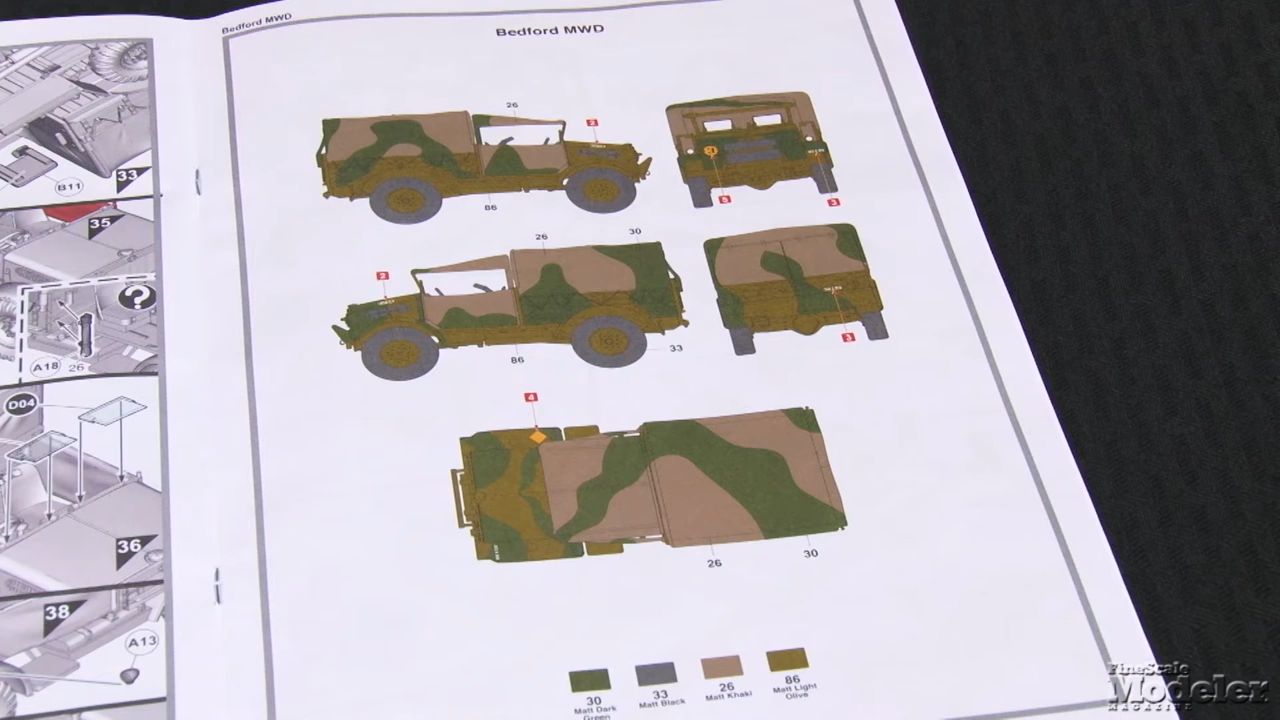 Bedford MWD
Bedford MWD
B11
33
35
?
A18
26
D04
36
38
A13
26
2
86
5
3
26
30
2
86
33
3
4
26
30
30
Matt Dark
Green
33
Matt Black
26
Matt Khaki
86
Matt Light
Olive
FineScale
Modeler
MAGAZINE